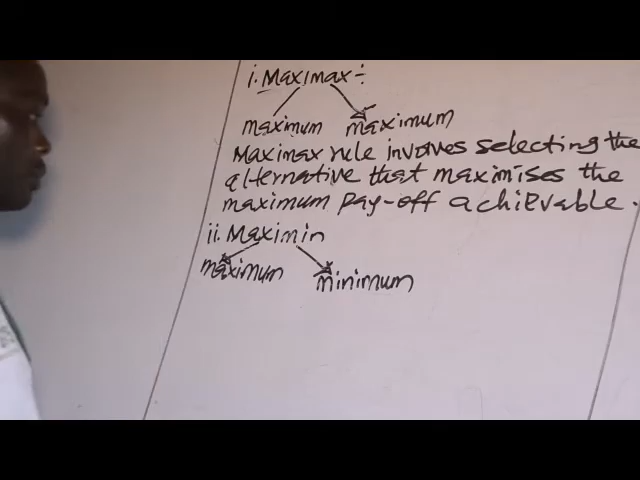 i. Maximax:-
maximum maximum
Maximax rule involves selecting the
alternative that maximises the
maximum pay-off achievable.
ii. Maximin
maximum minimum